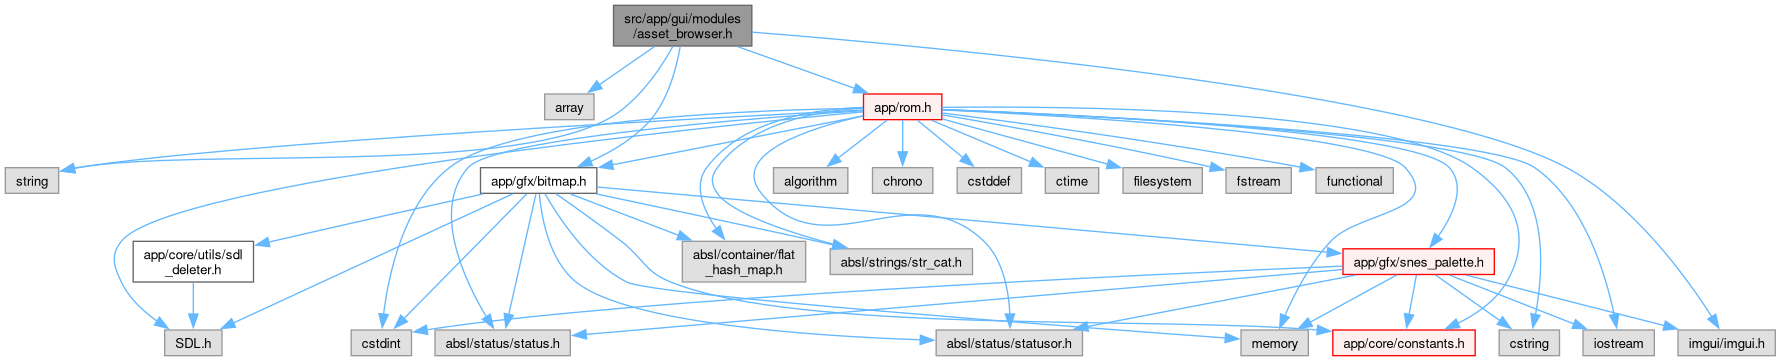 src/app/gui/modules
/asset_browser.h
array
app/rom.h
string
app/gfx/bitmap.h
algorithm
chrono
cstddef
ctime
filesystem
fstream
functional
app/core/utils/sdl
_deleter.h
absl/container/flat
_hash_map.h
absl/strings/str_cat.h
app/gfx/snes_palette.h
SDL.h
cstdint
absl/status/status.h
absl/status/statusor.h
memory
app/core/constants.h
cstring
iostream
imgui/imgui.h